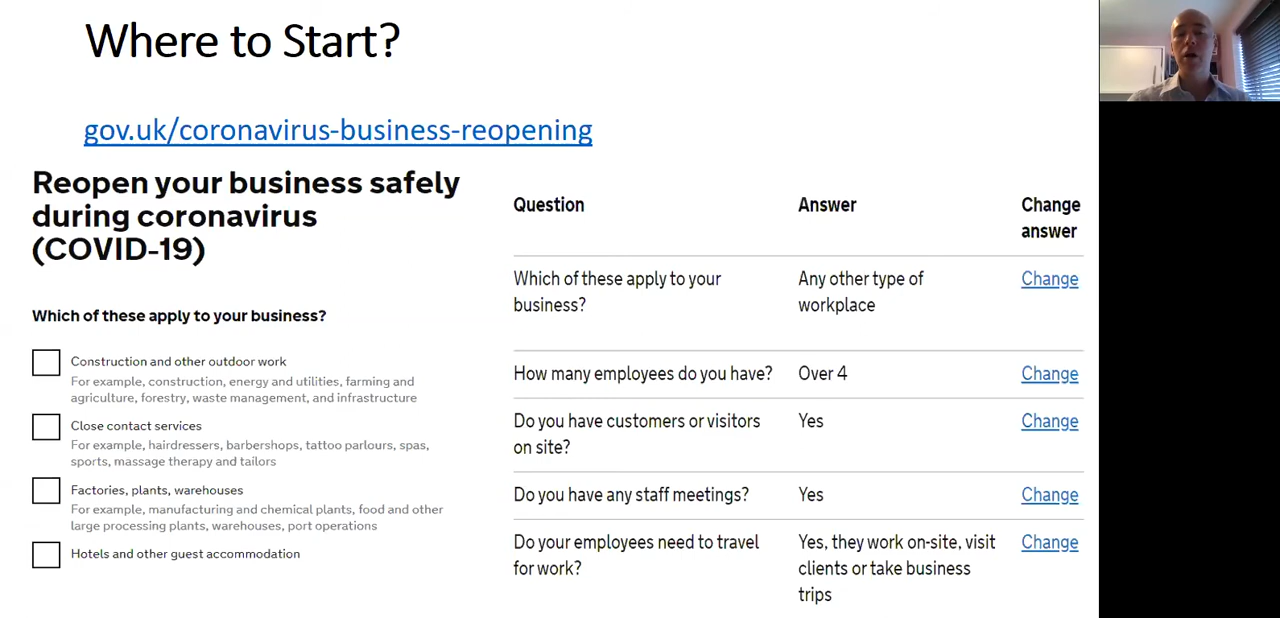 Where to Start?
gov.uk/coronavirus-business-reopening
Reopen your business safely
during coronavirus
(COVID-19)
Which of these apply to your business?
Construction and other outdoor work
For example, construction, energy and utilities, farming and
agriculture, forestry, waste management, and infrastructure
Close contact services
For example, hairdressers, barbershops, tattoo parlours, spas,
sports, massage therapy and tailors
Factories, plants, warehouses
For example, manufacturing and chemical plants, food and other
large processing plants, warehouses, port operations
Hotels and other guest accommodation
Question Answer Change
answer
Which of these apply to your Any other type of Change
business? workplace
How many employees do you have? Over 4 Change
Do you have customers or visitors Yes Change
on site?
Do you have any staff meetings? Yes Change
Do your employees need to travel Yes, they work on-site, visit Change
for work? clients or take business
trips